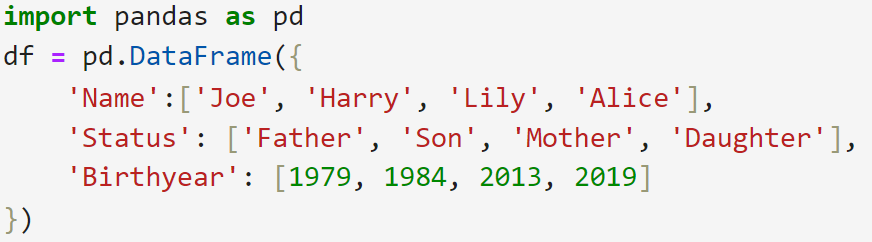 import pandas as pd
df = pd.DataFrame({
    'Name':['Joe', 'Harry', 'Lily', 'Alice'],
    'Status': ['Father', 'Son', 'Mother', 'Daughter'],
    'Birthyear': [1979, 1984, 2013, 2019]
})